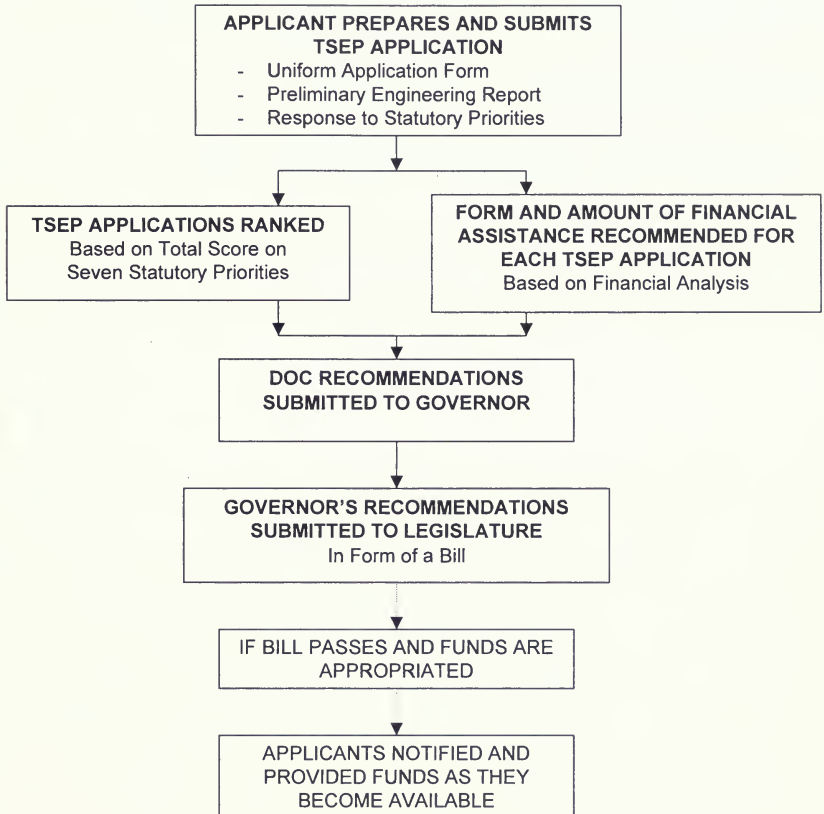 APPLICANT PREPARES AND SUBMITS
TSEP APPLICATION
- Uniform Application Form
- Preliminary Engineering Report
- Response to Statutory Priorities
TSEP APPLICATIONS RANKED
Based on Total Score on
Seven Statutory Priorities
FORM AND AMOUNT OF FINANCIAL
ASSISTANCE RECOMMENDED FOR
EACH TSEP APPLICATION
Based on Financial Analysis
DOC RECOMMENDATIONS
SUBMITTED TO GOVERNOR
GOVERNOR'S RECOMMENDATIONS
SUBMITTED TO LEGISLATURE
In Form of a Bill
IF BILL PASSES AND FUNDS ARE
APPROPRIATED
APPLICANTS NOTIFIED AND
PROVIDED FUNDS AS THEY
BECOME AVAILABLE